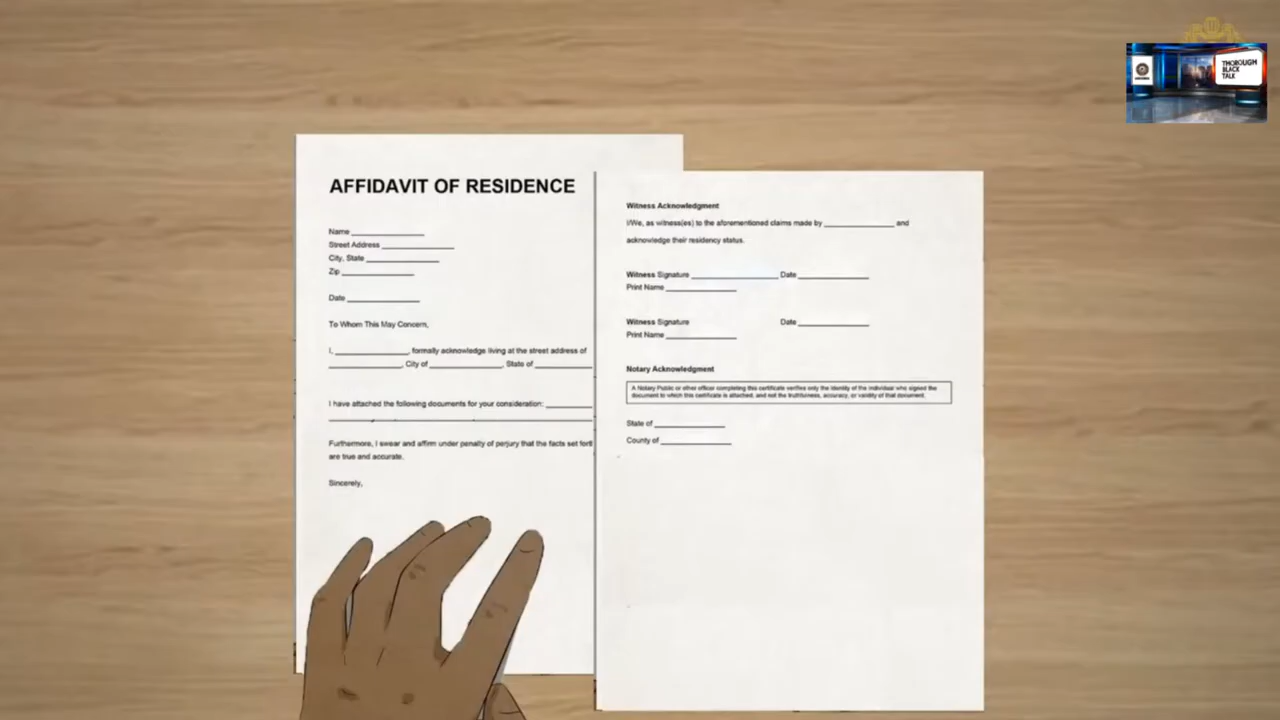 THOROUGH
BLACK
TALK
AFFIDAVIT OF RESIDENCE
Name
Street Address
City, State
Zip
Date
To Whom This May Concern,
I, , formally acknowledge living at the street address of
, City of , State of
I have attached the following documents for your consideration:
Furthermore, I swear and affirm under penalty of perjury that the facts set fort
are true and accurate.
Sincerely,
Witness Acknowledgment
I/We, as witness(es) to the aforementioned claims made by and
acknowledge their residency status.
Witness Signature Date
Print Name
Witness Signature Date
Print Name
Notary Acknowledgment
A Notary Public or other officer completing this certificate verifies only the identity of the individual who signed the
document to which this certificate is attached, and not the truthfulness, accuracy, or validity of that document.
State of
County of